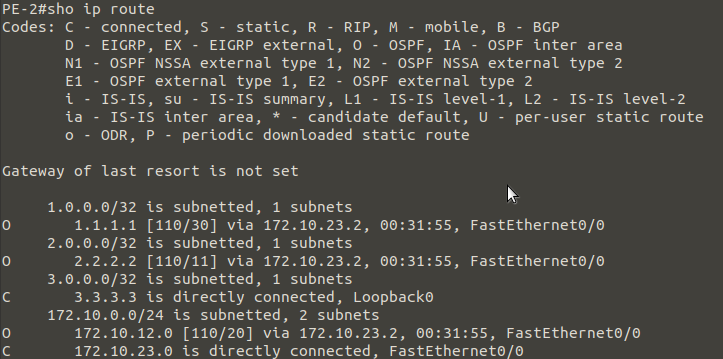 PE-2#sho ip route
Codes: C - connected, S - static, R - RIP, M - mobile, B - BGP
       D - EIGRP, EX - EIGRP external, O - OSPF, IA - OSPF inter area
       N1 - OSPF NSSA external type 1, N2 - OSPF NSSA external type 2
       E1 - OSPF external type 1, E2 - OSPF external type 2
       i - IS-IS, su - IS-IS summary, L1 - IS-IS level-1, L2 - IS-IS level-2
       ia - IS-IS inter area, * - candidate default, U - per-user static route
       o - ODR, P - periodic downloaded static route

Gateway of last resort is not set

     1.0.0.0/32 is subnetted, 1 subnets
O       1.1.1.1 [110/30] via 172.10.23.2, 00:31:55, FastEthernet0/0
     2.0.0.0/32 is subnetted, 1 subnets
O       2.2.2.2 [110/11] via 172.10.23.2, 00:31:55, FastEthernet0/0
     3.0.0.0/32 is subnetted, 1 subnets
C       3.3.3.3 is directly connected, Loopback0
     172.10.0.0/24 is subnetted, 2 subnets
O       172.10.12.0 [110/20] via 172.10.23.2, 00:31:55, FastEthernet0/0
C       172.10.23.0 is directly connected, FastEthernet0/0